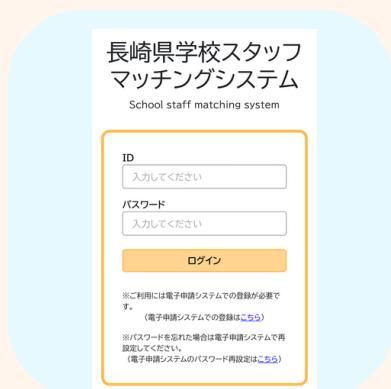 長崎県学校スタッフ
マッチングシステム
School staff matching system
ID
入力してください
パスワード
入力してください
ログイン
※ご利用には電子申請システムでの登録が必要で
す。
（電子申請システムでの登録はこちら）
※パスワードを忘れた場合は電子申請システムで再
設定してください。
（電子申請システムのパスワード再設定はこちら）